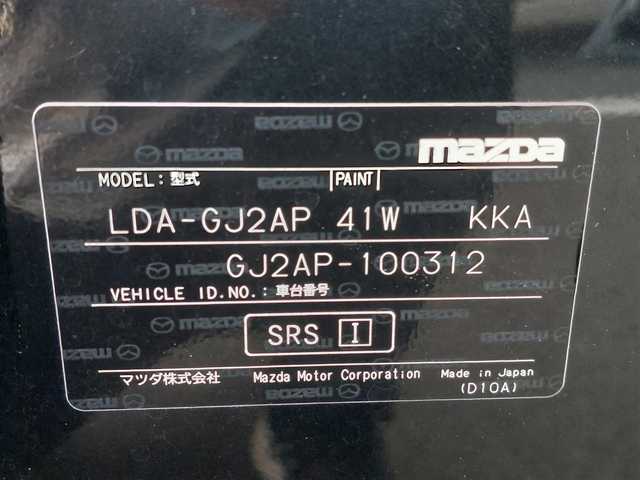 mazDa
MODEL: 型式 PAINT
LDA-GJ2AP 41W KKA
GJ2AP-100312
VEHICLE ID.NO.: 車台番号
SRS I
マツダ株式会社 Mazda Motor Corporation Made in Japan
(D10A)